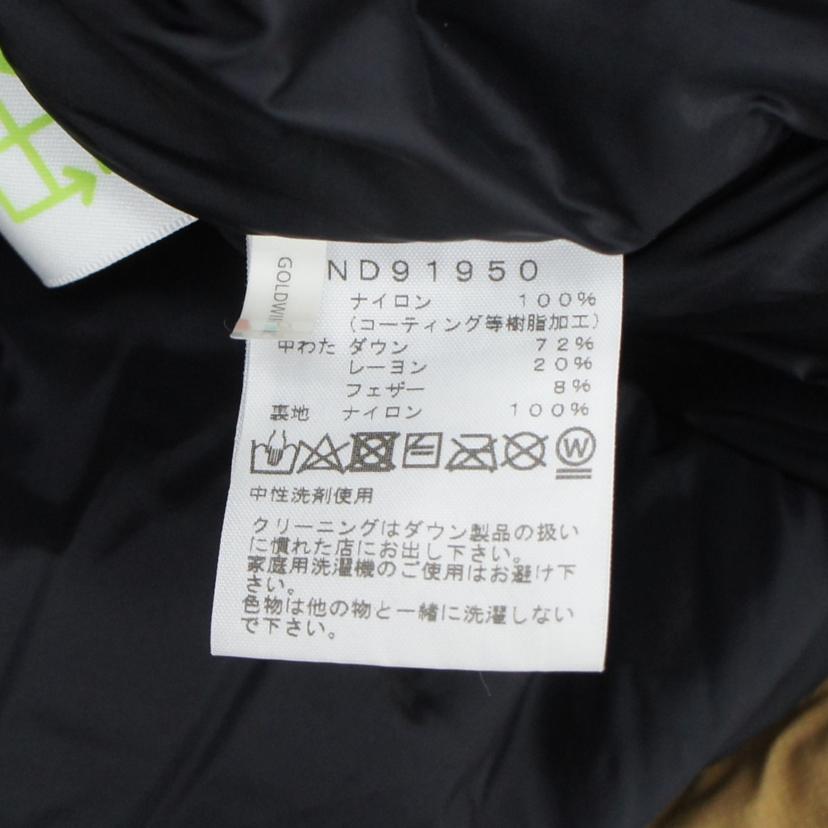 ND91950
GOLDWI
ナイロン 100%
(コーティング等樹脂加工)
中わた ダウン 72%
レーヨン 20%
フェザー 8%
裏地 ナイロン 100%
W
中性洗剤使用
クリーニングはダウン製品の扱い
に慣れた店にお出し下さい。
家庭用洗濯機のご使用はお避け下
さい。
色物は他の物と一緒に洗濯しない
で下さい。